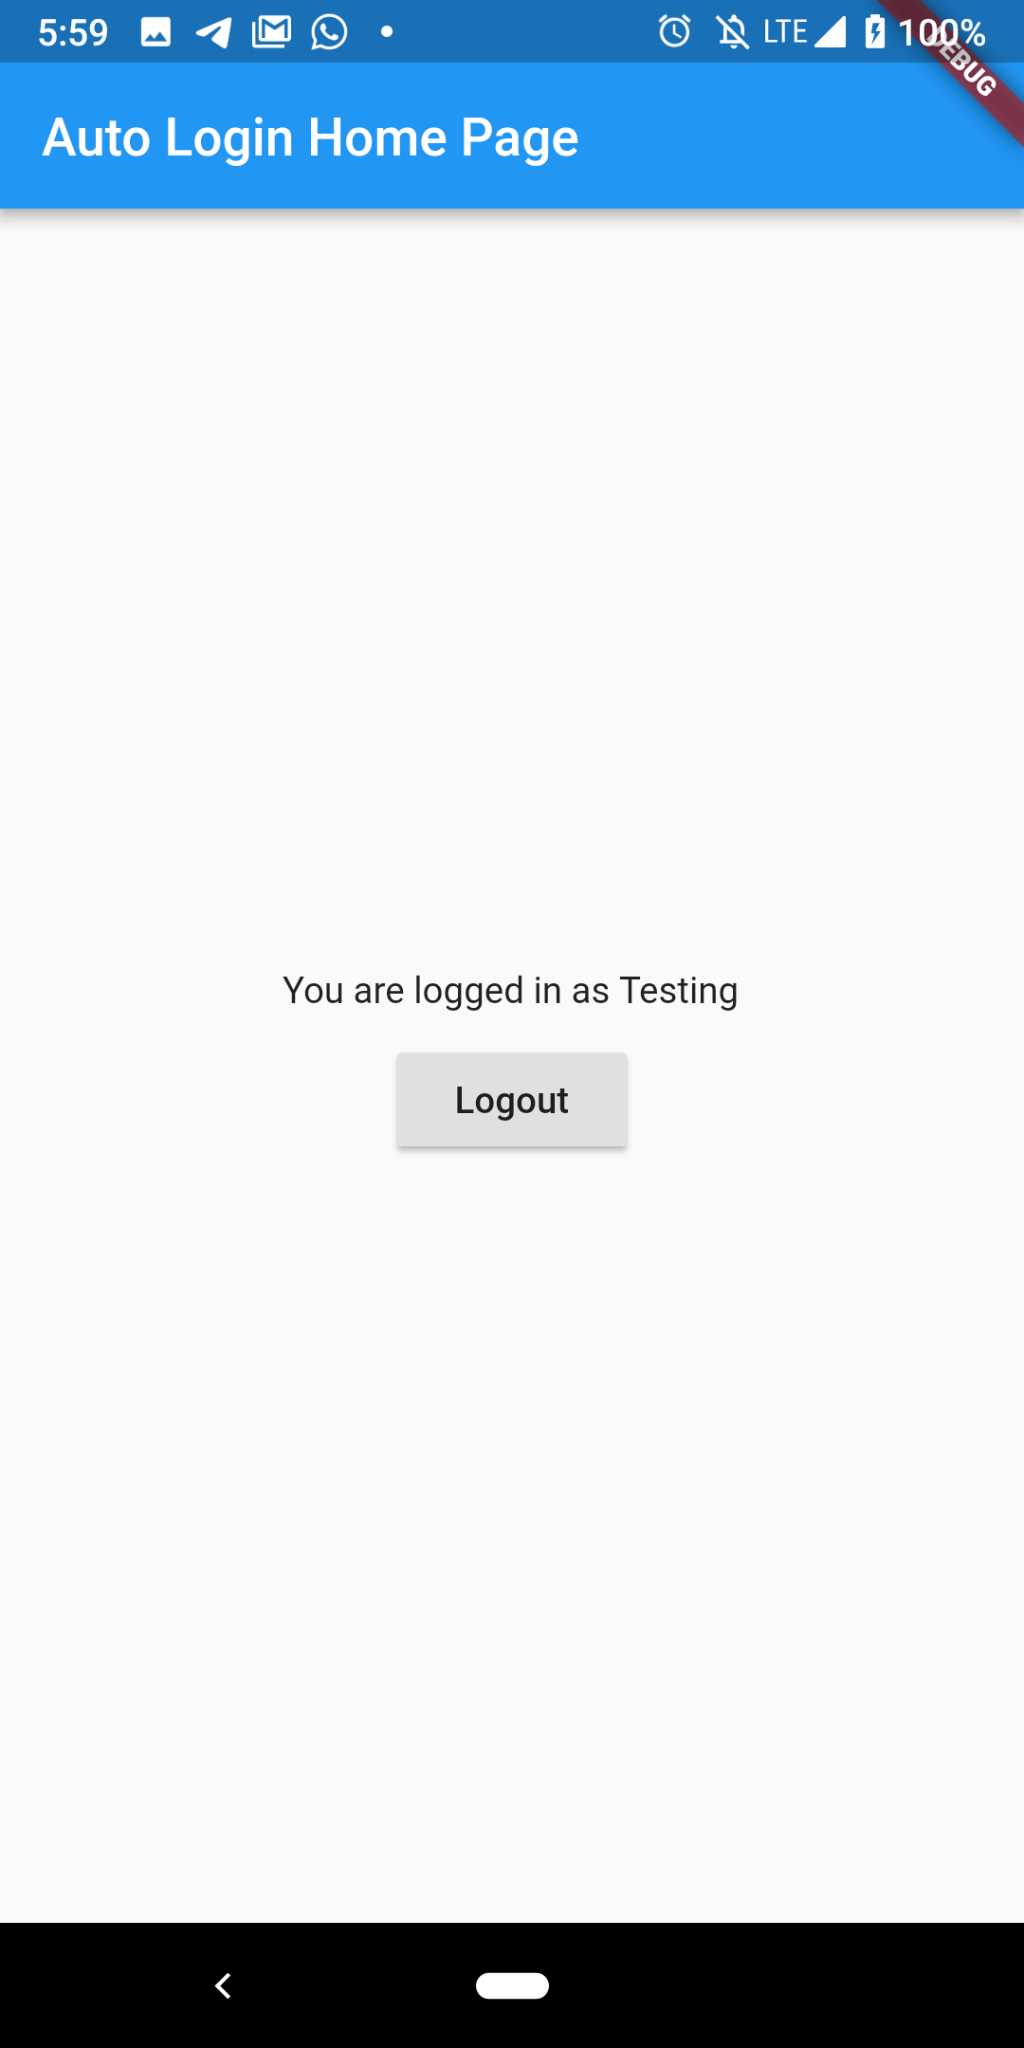 5:59 LTE 100%
DEBUG
Auto Login Home Page
You are logged in as Testing
Logout